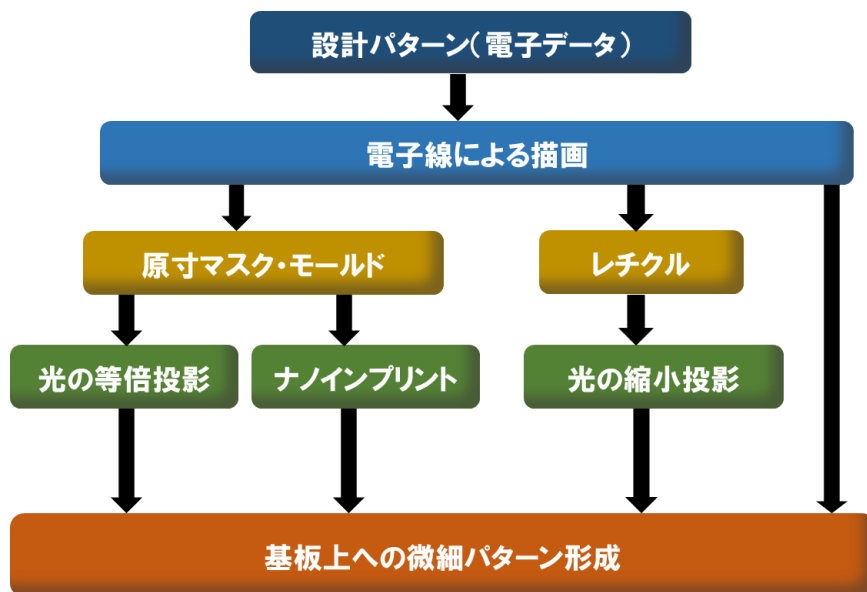 設計パターン(電子データ)
電子線による描画
原寸マスク・モールド
レチクル
光の等倍投影
ナノインプリント
光の縮小投影
基板上への微細パターン形成